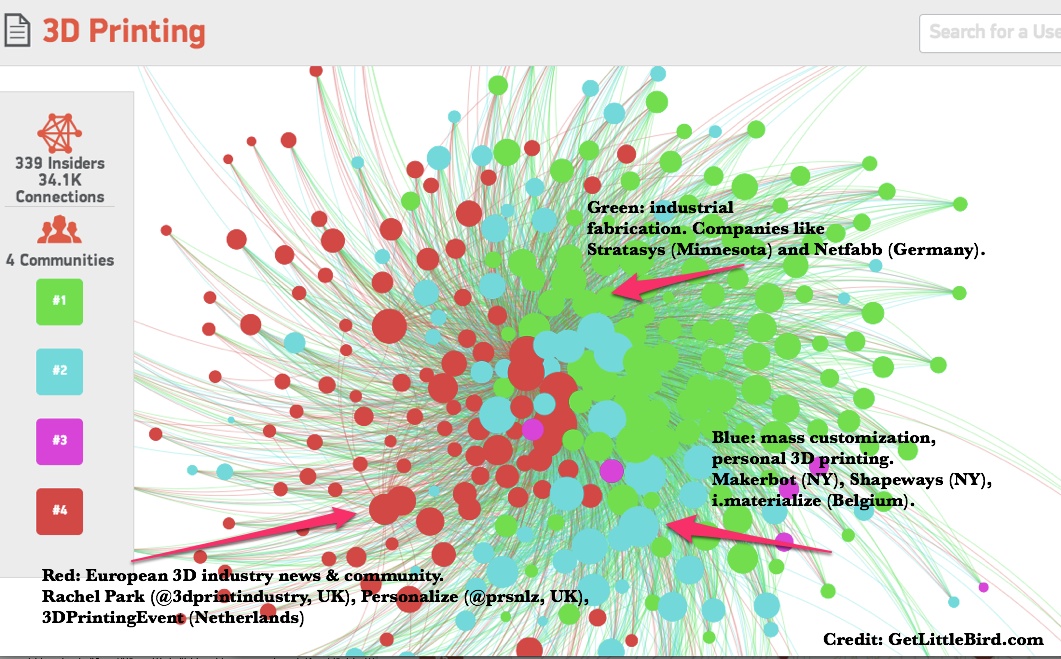 3D Printing
Search for a Use
339 Insiders
34.1K
Connections
4 Communities
#1
#2
#3
#4
Green: industrial
fabrication. Companies like
Stratasys (Minnesota) and Netfabb (Germany).
Blue: mass customization,
personal 3D printing.
Makerbot (NY), Shapeways (NY),
i.materialize (Belgium).
Red: European 3D industry news & community.
Rachel Park (@3dprintindustry, UK), Personalize (@prsnlz, UK),
3DPrintingEvent (Netherlands)
Credit: GetLittleBird.com